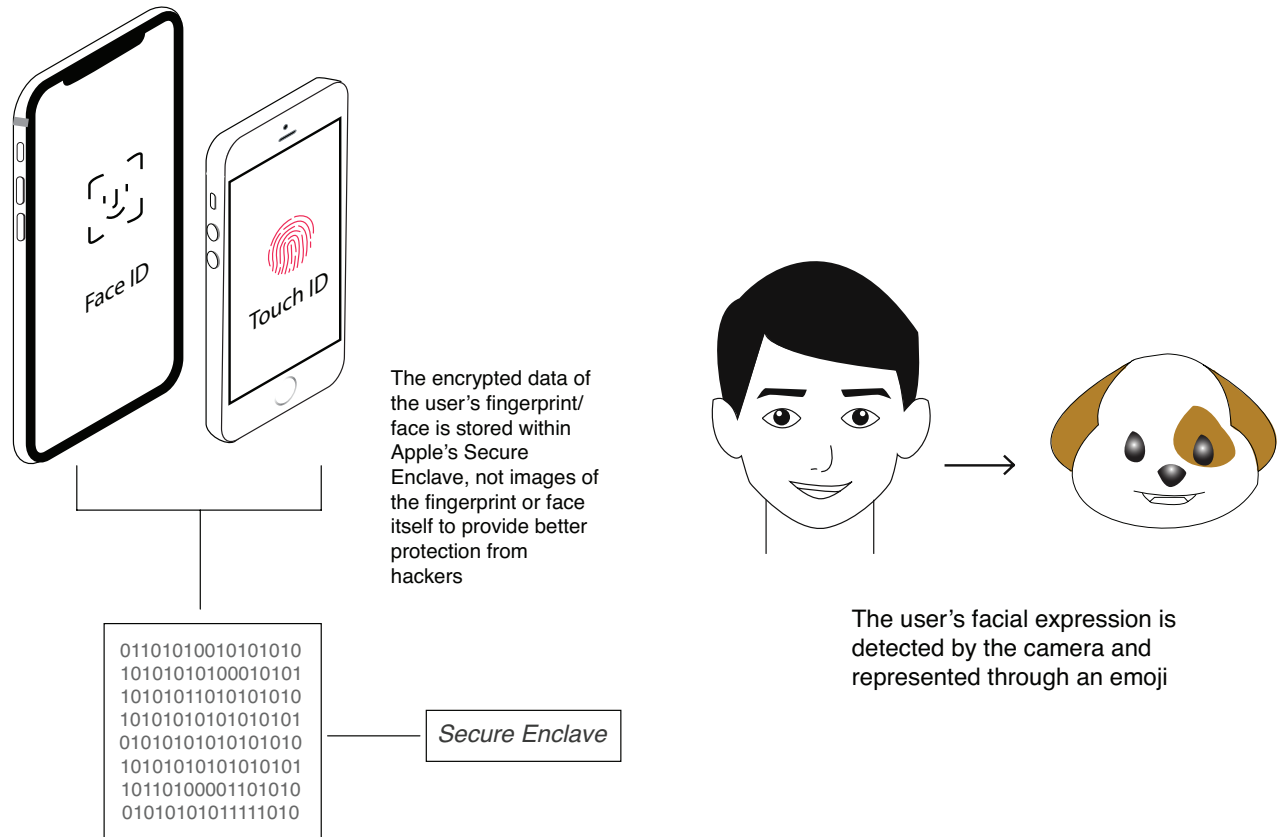 Face ID
Touch ID
The encrypted data of
the user’s fingerprint/
face is stored within
Apple’s Secure
Enclave, not images of
the fingerprint or face
itself to provide better
protection from
hackers
01101010010101010
10101010100010101
10101011010101010
10101010101010101
01010101010101010
10101010101010101
10110100001101010
01010101011111010
Secure Enclave
The user’s facial expression is
detected by the camera and
represented through an emoji